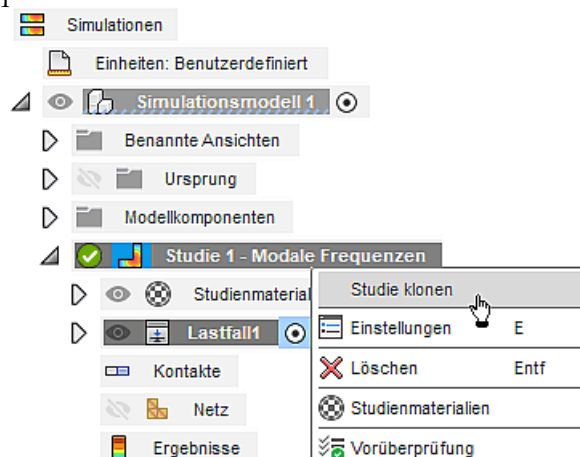 Simulationen
Einheiten: Benutzerdefiniert
Simulationsmodell 1
Benannte Ansichten
Ursprung
Modellkomponenten
Studie 1 - Modale Frequenzen
Studie klonen
Studienmaterial
Einstellungen E
Lastfall1
Löschen Entf
Kontakte
Studienmaterialien
Netz
Vorüberprüfung
Ergebnisse